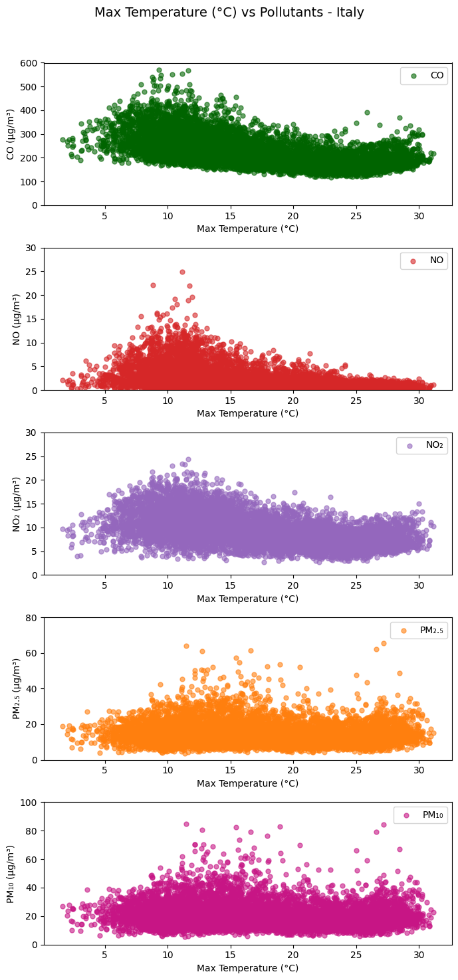 Max Temperature (°C) vs Pollutants - Italy
600
500
400
300
200
100
0
CO (µg/m³)
CO
5 10 15 20 25 30
Max Temperature (°C)
30
25
20
15
10
5
0
NO (µg/m³)
NO
5 10 15 20 25 30
Max Temperature (°C)
30
25
20
15
10
5
0
NO₂ (µg/m³)
NO₂
5 10 15 20 25 30
Max Temperature (°C)
80
60
40
20
0
PM₂.₅ (µg/m³)
PM₂.₅
5 10 15 20 25 30
Max Temperature (°C)
100
80
60
40
20
0
PM₁₀ (µg/m³)
PM₁₀
5 10 15 20 25 30
Max Temperature (°C)